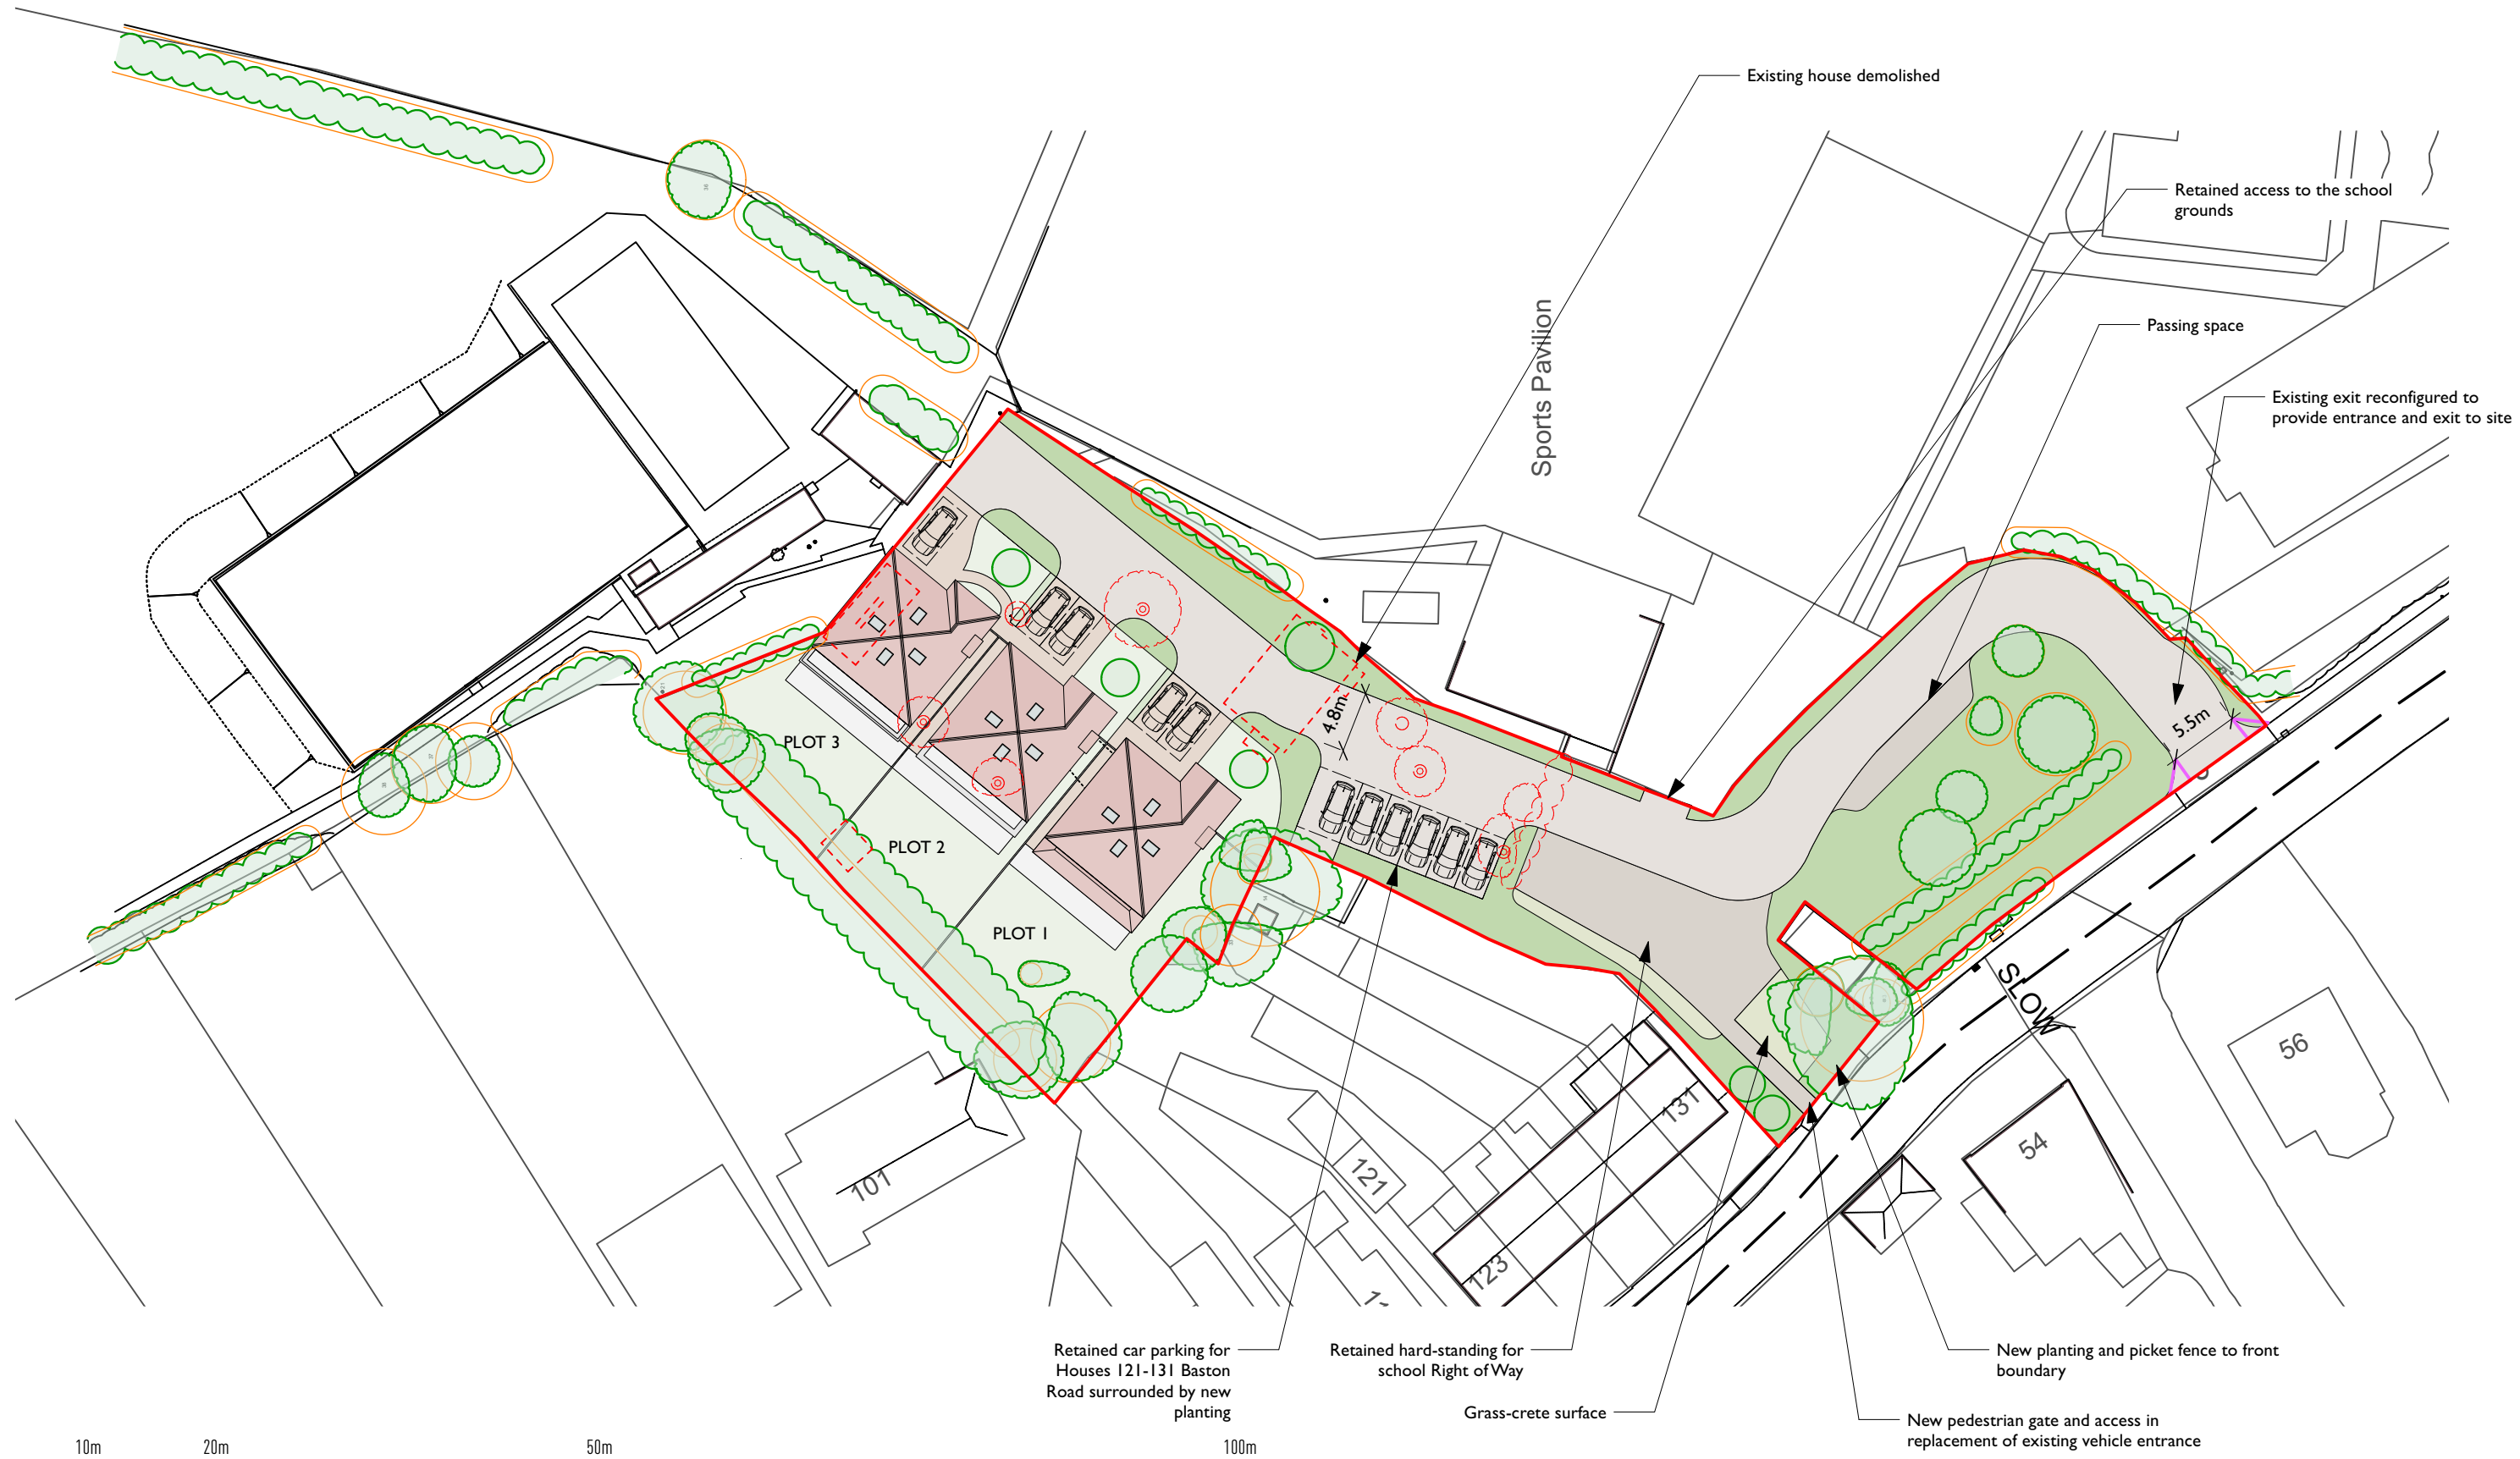 Existing house demolished
Retained access to the school
grounds
Passing space
Existing exit reconfigured to
provide entrance and exit to site
Sports Pavilion
4.8m
5.5m
PLOT 3
PLOT 2
PLOT 1
SLOW
56
54
131
121
123
101
Retained car parking for
Houses 121-131 Baston
Road surrounded by new
planting
Retained hard-standing for
school Right of Way
Grass-crete surface
New planting and picket fence to front
boundary
New pedestrian gate and access in
replacement of existing vehicle entrance
10m
20m
50m
100m